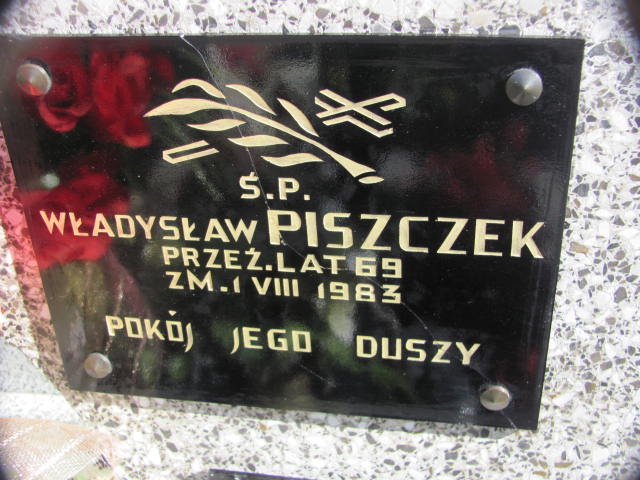 Ś.P.
WŁADYSŁAW PISZCZEK
PRZEŻ. LAT 69
ZM. 1 VIII 1983
POKÓJ JEGO DUSZY